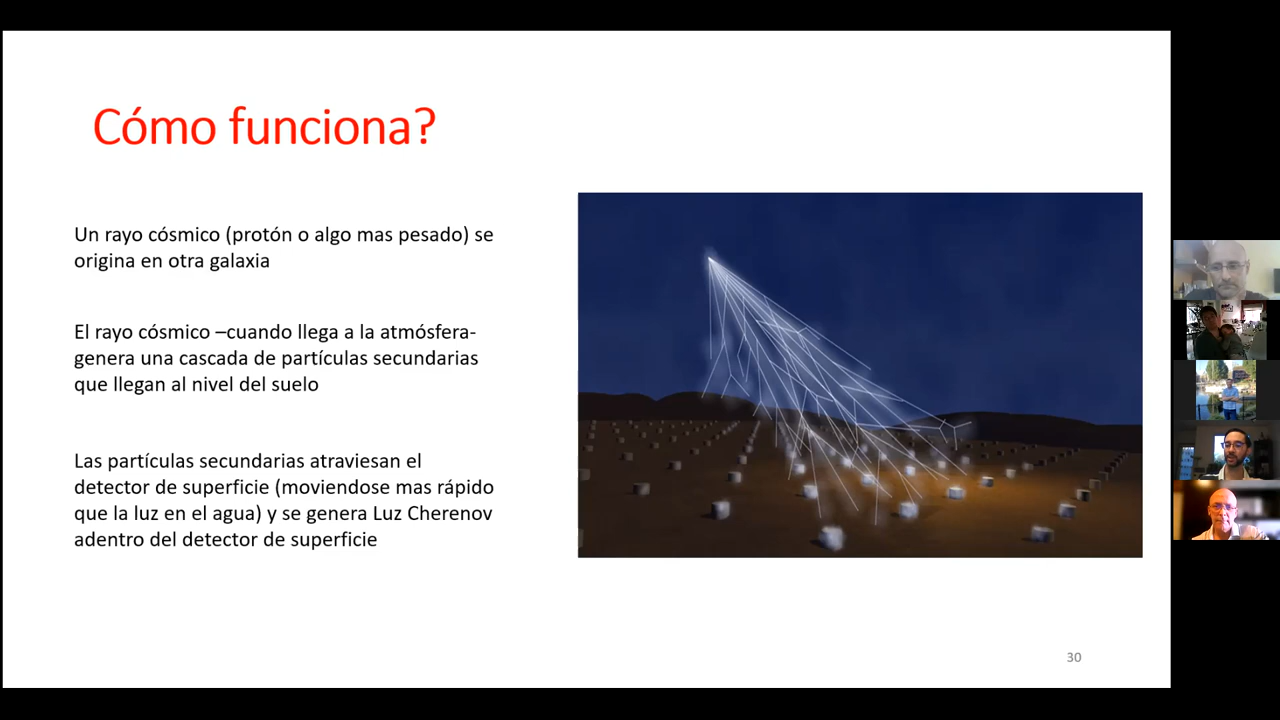 Cómo funciona?
Un rayo cósmico (protón o algo mas pesado) se
origina en otra galaxia
El rayo cósmico –cuando llega a la atmósfera-
genera una cascada de partículas secundarias
que llegan al nivel del suelo
Las partículas secundarias atraviesan el
detector de superficie (moviendose mas rápido
que la luz en el agua) y se genera Luz Cherenov
adentro del detector de superficie
30